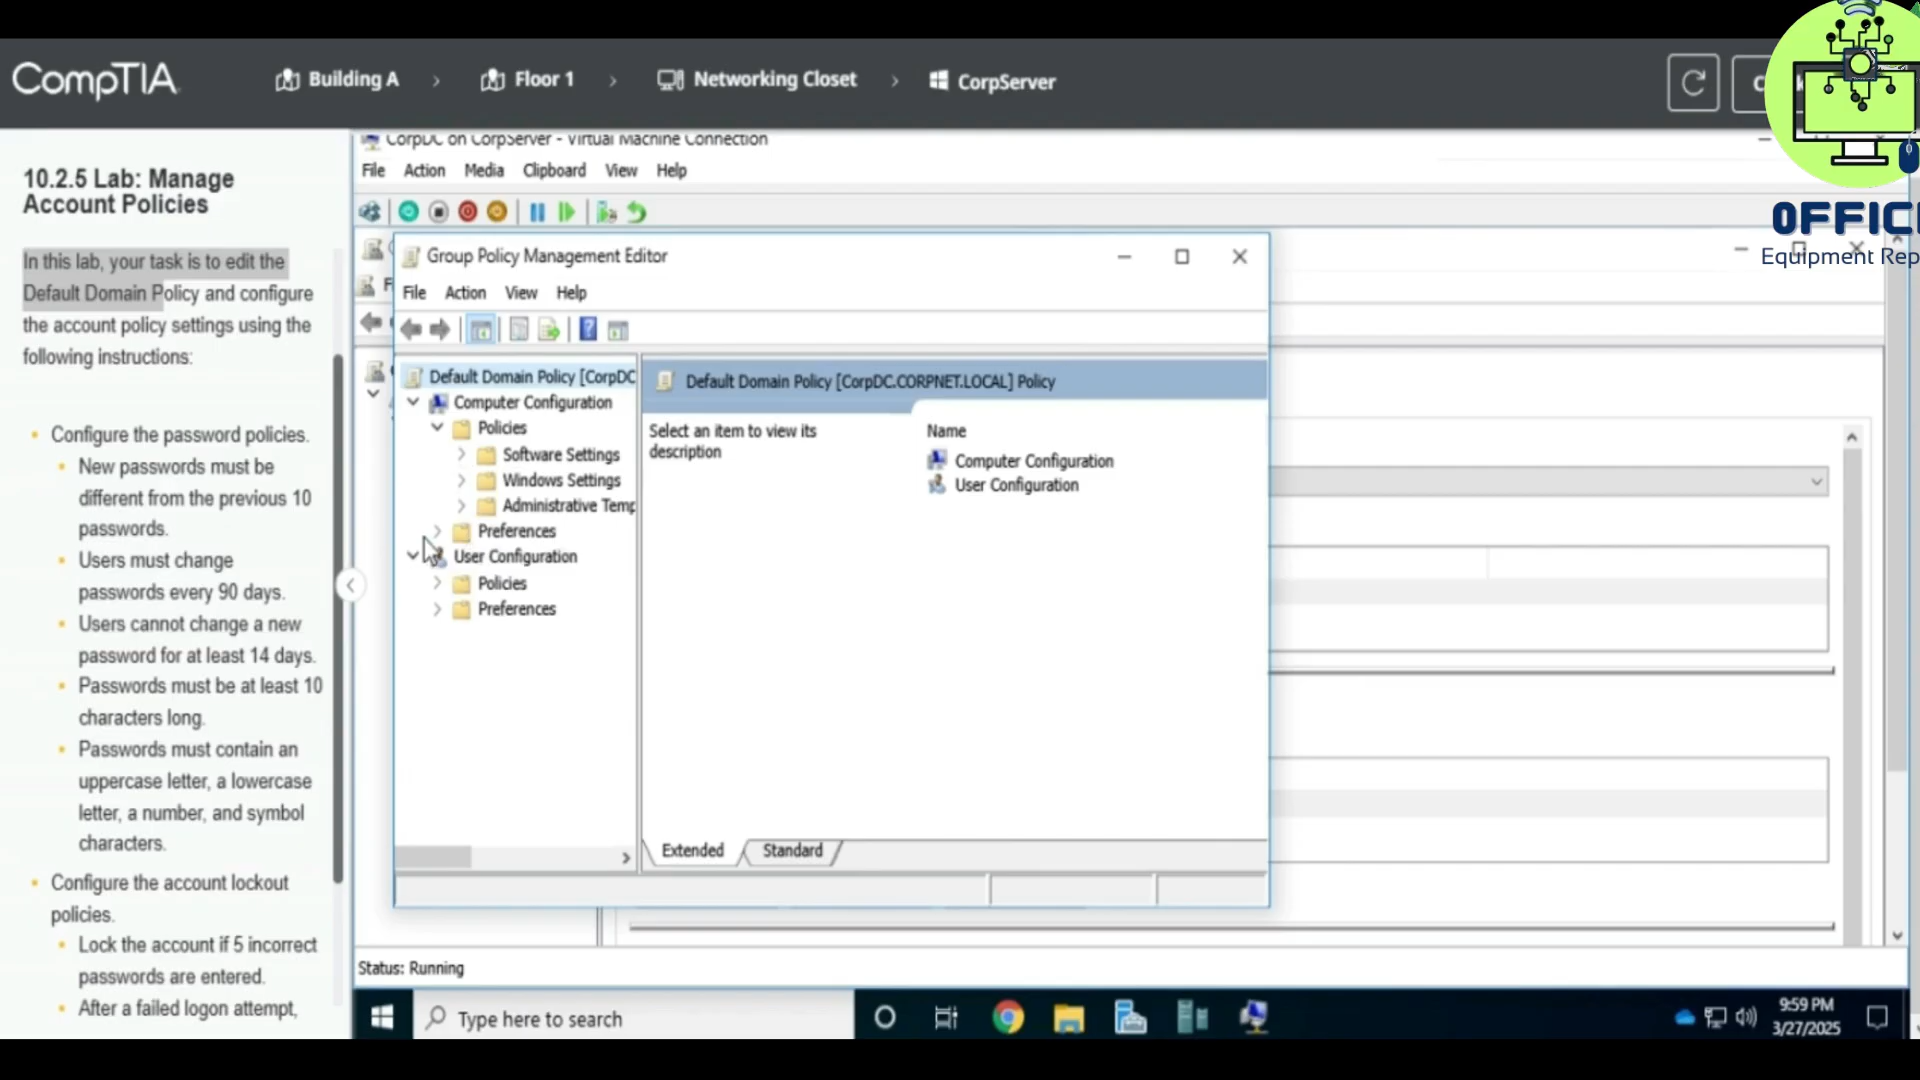 CompTIA
Building A
Floor 1
Networking Closet
CorpServer
OFFIC
Equipment Rep
10.2.5 Lab: Manage
Account Policies
In this lab, your task is to edit the
Default Domain Policy and configure
the account policy settings using the
following instructions:
Configure the password policies.
New passwords must be
different from the previous 10
passwords.
Users must change
passwords every 90 days.
Users cannot change a new
password for at least 14 days.
Passwords must be at least 10
characters long.
Passwords must contain an
uppercase letter, a lowercase
letter, a number, and symbol
characters.
Configure the account lockout
policies.
Lock the account if 5 incorrect
passwords are entered.
After a failed logon attempt,
CorpDC on CorpServer - Virtual Machine Connection
File Action Media Clipboard View Help
Group Policy Management Editor
File Action View Help
Default Domain Policy [CorpDC
Computer Configuration
Policies
Software Settings
Windows Settings
Administrative Temp
Preferences
User Configuration
Policies
Preferences
Default Domain Policy [CorpDC.CORPNET.LOCAL] Policy
Select an item to view its
description
Name
Computer Configuration
User Configuration
Extended
Standard
Status: Running
Type here to search
9:59 PM
3/27/2025